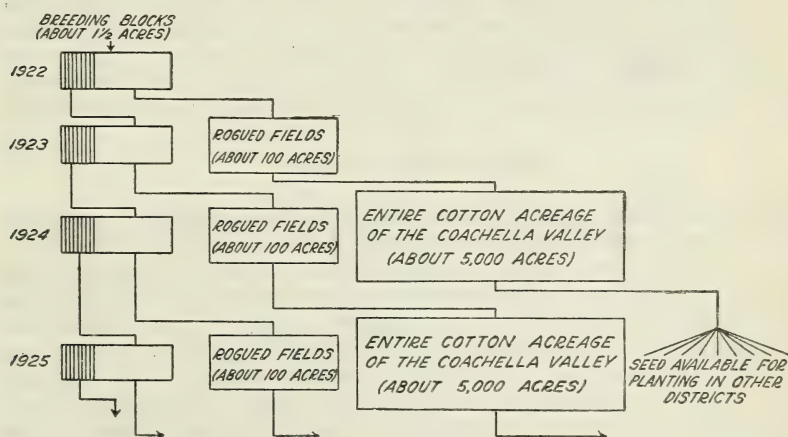 BREEDING BLOCKS
(ABOUT 1½ ACRES)
1922
1923
ROGUED FIELDS
(ABOUT 100 ACRES)
1924
ROGUED FIELDS
(ABOUT 100 ACRES)
ENTIRE COTTON ACREAGE
OF THE COACHELLA VALLEY
(ABOUT 5,000 ACRES)
1925
ROGUED FIELDS
(ABOUT 100 ACRES)
ENTIRE COTTON ACREAGE
OF THE COACHELLA VALLEY
(ABOUT 5,000 ACRES)
SEED AVAILABLE FOR
PLANTING IN OTHER
DISTRICTS